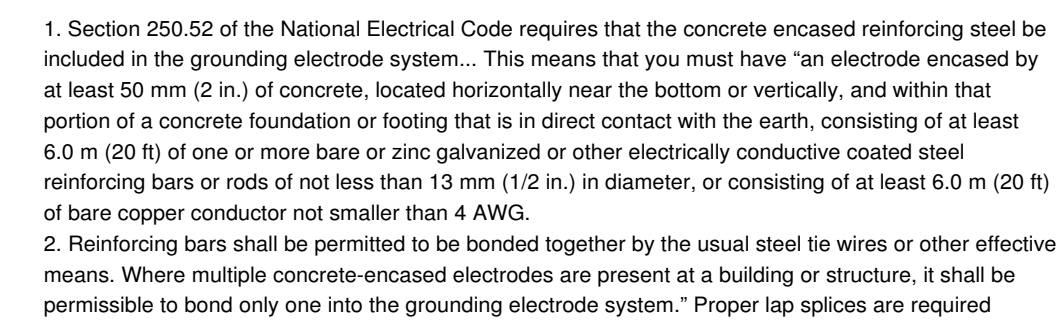 1. Section 250.52 of the National Electrical Code requires that the concrete encased reinforcing steel be
included in the grounding electrode system... This means that you must have “an electrode encased by
at least 50 mm (2 in.) of concrete, located horizontally near the bottom or vertically, and within that
portion of a concrete foundation or footing that is in direct contact with the earth, consisting of at least
6.0 m (20 ft) of one or more bare or zinc galvanized or other electrically conductive coated steel
reinforcing bars or rods of not less than 13 mm (1/2 in.) in diameter, or consisting of at least 6.0 m (20 ft)
of bare copper conductor not smaller than 4 AWG.
2. Reinforcing bars shall be permitted to be bonded together by the usual steel tie wires or other effective
means. Where multiple concrete-encased electrodes are present at a building or structure, it shall be
permissible to bond only one into the grounding electrode system.” Proper lap splices are required